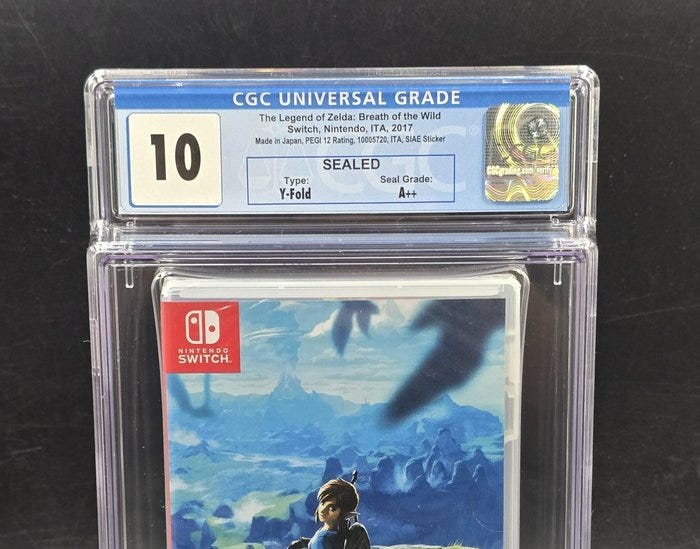 CGC UNIVERSAL GRADE
10
The Legend of Zelda: Breath of the Wild
Switch, Nintendo, ITA, 2017
Made in Japan, PEGI 12 Rating, 10005720, ITA, SIAE Sticker
SEALED
Type: Seal Grade:
Y-Fold A++
CGC
CGCgrading.com/verify
NINTENDO
SWITCH